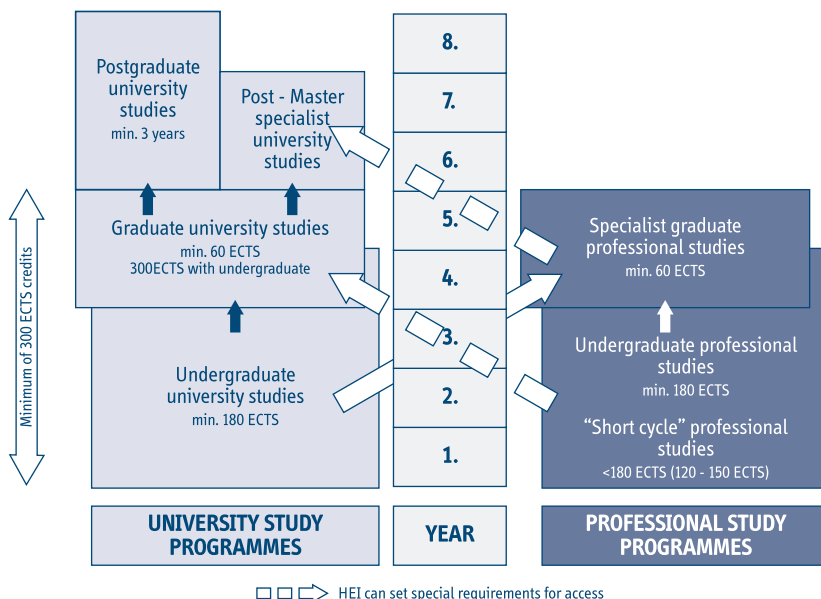 Postgraduate
university
studies
min. 3 years
Post - Master
specialist
university
studies
Graduate university studies
min. 60 ECTS
300ECTS with undergraduate
Undergraduate
university studies
min. 180 ECTS
Minimum of 300 ECTS credits
8.
7.
6.
5.
4.
3.
2.
1.
Specialist graduate
professional studies
min. 60 ECTS
Undergraduate professional
studies
min. 180 ECTS
“Short cycle” professional
studies
<180 ECTS (120 - 150 ECTS)
UNIVERSITY STUDY
PROGRAMMES
YEAR
PROFESSIONAL STUDY
PROGRAMMES
HEI can set special requirements for access